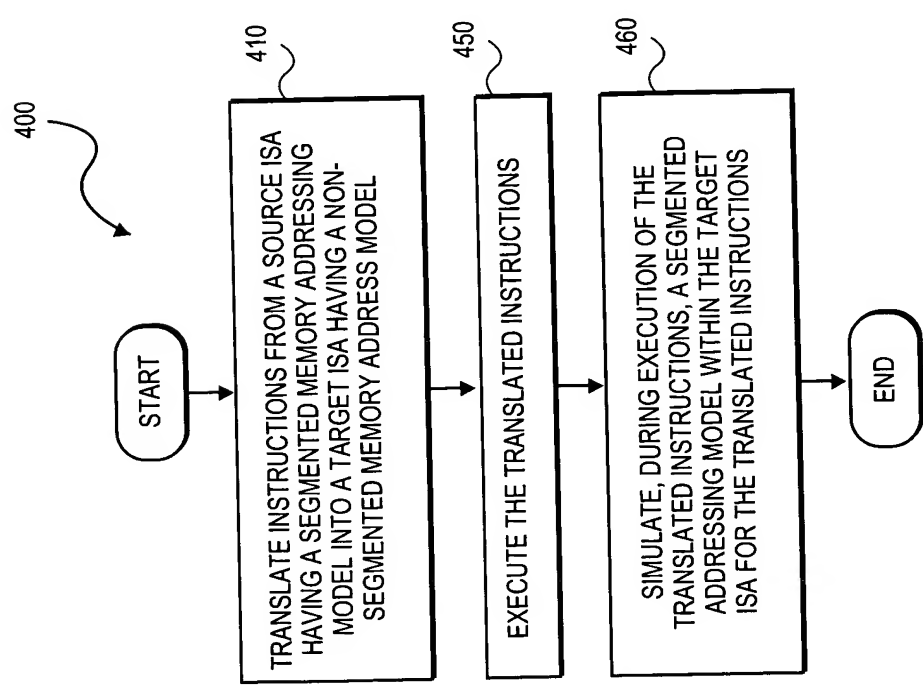 400
START
410
TRANSLATE INSTRUCTIONS FROM A SOURCE ISA
HAVING A SEGMENTED MEMORY ADDRESSING
MODEL INTO A TARGET ISA HAVING A NON-
SEGMENTED MEMORY ADDRESS MODEL
450
EXECUTE THE TRANSLATED INSTRUCTIONS
460
SIMULATE, DURING EXECUTION OF THE
TRANSLATED INSTRUCTIONS, A SEGMENTED
ADDRESSING MODEL WITHIN THE TARGET
ISA FOR THE TRANSLATED INSTRUCTIONS
END